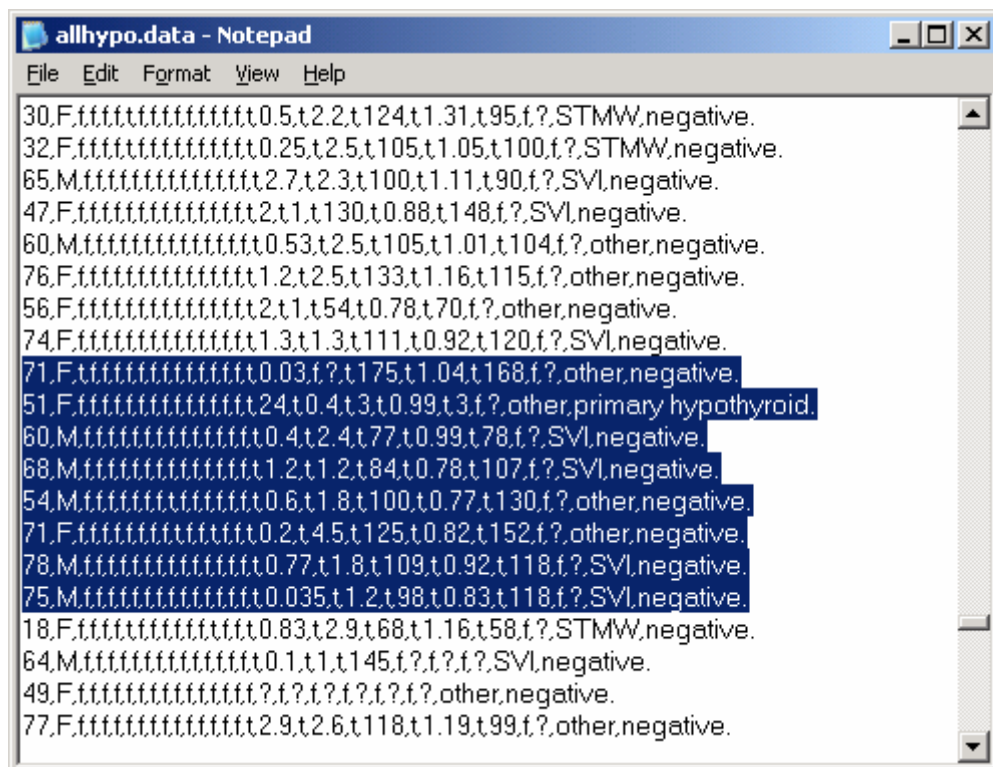 allhypo.data - Notepad
File Edit Format View Help
30,F,f,f,f,f,t,f,f,f,f,f,f,f,f,f,t,0.5,t,2.2,t,124,t,1.31,t,95,f,?,STMW,negative.
32,F,f,f,f,f,t,f,f,f,f,f,f,f,f,f,t,0.25,t,2.5,t,105,t,1.05,t,100,f,?,STMW,negative.
65,M,f,f,f,f,f,f,f,f,f,f,f,f,f,f,t,2.7,t,2.3,t,100,t,1.11,t,90,f,?,SVI,negative.
47,F,f,f,f,f,f,f,f,f,f,f,f,f,f,f,t,2,t,1,t,130,t,0.88,t,148,f,?,SVI,negative.
60,M,f,f,f,f,f,f,f,f,f,f,f,f,f,f,t,0.53,t,2.5,t,105,t,1.01,t,104,f,?,other,negative.
76,F,f,f,f,f,f,f,f,f,f,f,f,f,f,f,t,1.2,t,2.5,t,133,t,1.16,t,115,f,?,other,negative.
56,F,f,f,f,f,f,f,f,f,f,f,f,f,f,f,t,2,t,1,t,54,t,0.78,t,70,f,?,other,negative.
74,F,f,f,f,f,f,f,f,f,f,f,f,f,f,f,t,1.3,t,1.3,t,111,t,0.92,t,120,f,?,SVI,negative.
71,F,t,f,f,f,f,f,f,f,f,f,f,f,f,f,t,0.03,f,?,t,175,t,1.04,t,168,f,?,other,negative.
51,F,f,f,f,f,f,f,f,f,f,f,f,f,f,f,t,24,t,0.4,t,3,t,0.99,t,3,f,?,other,primary hypothyroid.
60,M,f,f,f,f,f,f,f,f,f,f,f,f,f,f,t,0.4,t,2.4,t,77,t,0.99,t,78,f,?,SVI,negative.
68,M,f,f,f,f,f,f,f,f,f,f,f,f,f,f,t,1.2,t,1.2,t,84,t,0.78,t,107,f,?,SVI,negative.
54,M,f,f,f,f,f,f,f,f,f,f,f,f,f,f,t,0.6,t,1.8,t,100,t,0.77,t,130,f,?,other,negative.
71,F,f,f,f,f,f,f,f,f,t,f,t,f,f,f,t,0.2,t,4.5,t,125,t,0.82,t,152,f,?,other,negative.
78,M,f,f,f,f,f,f,f,f,f,f,f,f,f,f,t,0.77,t,1.8,t,109,t,0.92,t,118,f,?,SVI,negative.
75,M,f,f,f,f,f,f,f,f,f,f,f,f,f,f,t,0.035,t,1.2,t,98,t,0.83,t,118,f,?,SVI,negative.
18,F,f,f,f,f,t,f,f,f,f,f,t,f,f,f,t,0.83,t,2.9,t,68,t,1.16,t,58,f,?,STMW,negative.
64,M,f,f,f,f,f,f,f,f,f,f,f,f,f,f,t,0.1,t,1,t,145,f,?,f,?,f,?,SVI,negative.
49,F,f,f,f,f,f,f,f,f,f,f,f,f,f,f,f,?,f,?,f,?,f,?,f,?,f,?,other,negative.
77,F,f,f,f,f,f,f,f,f,f,f,f,f,f,f,t,2.9,t,2.6,t,118,t,1.19,t,99,f,?,other,negative.